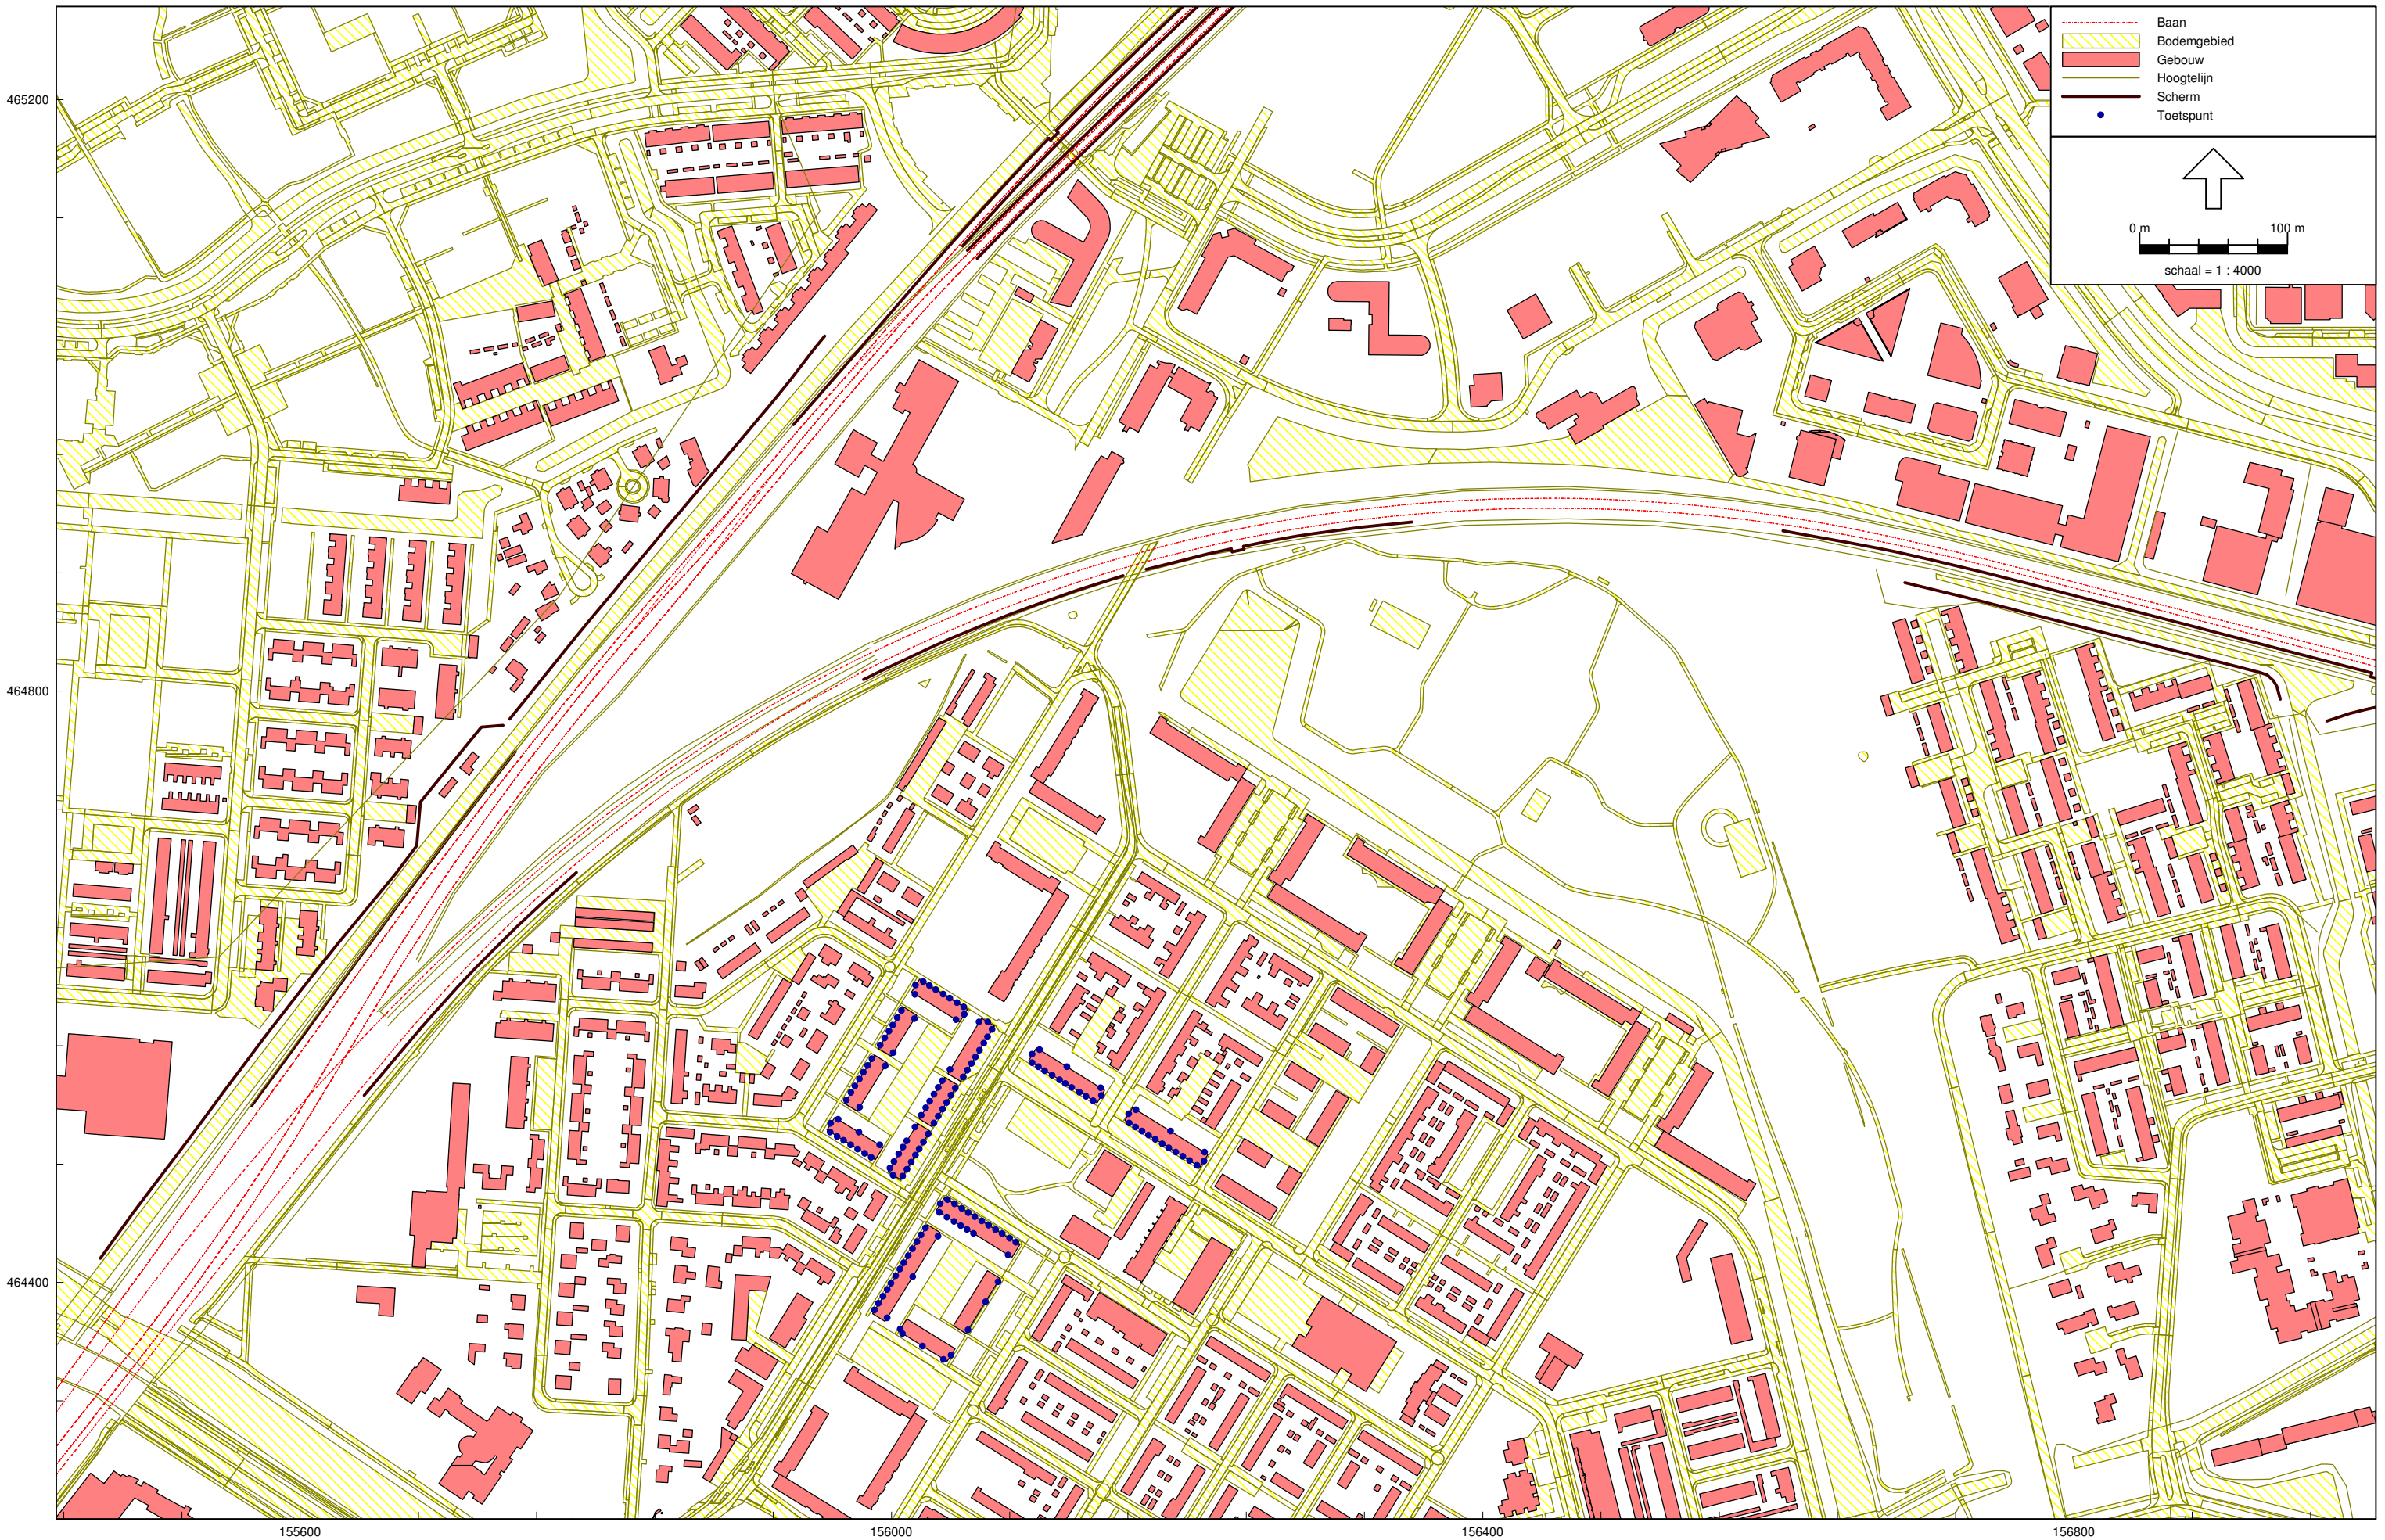 Baan
Bodemgebied
Gebouw
Hoogtelijn
Scherm
Toetspunt
0 m 100 m
schaal = 1 : 4000
465200
464800
464400
155600 156000 156400 156800